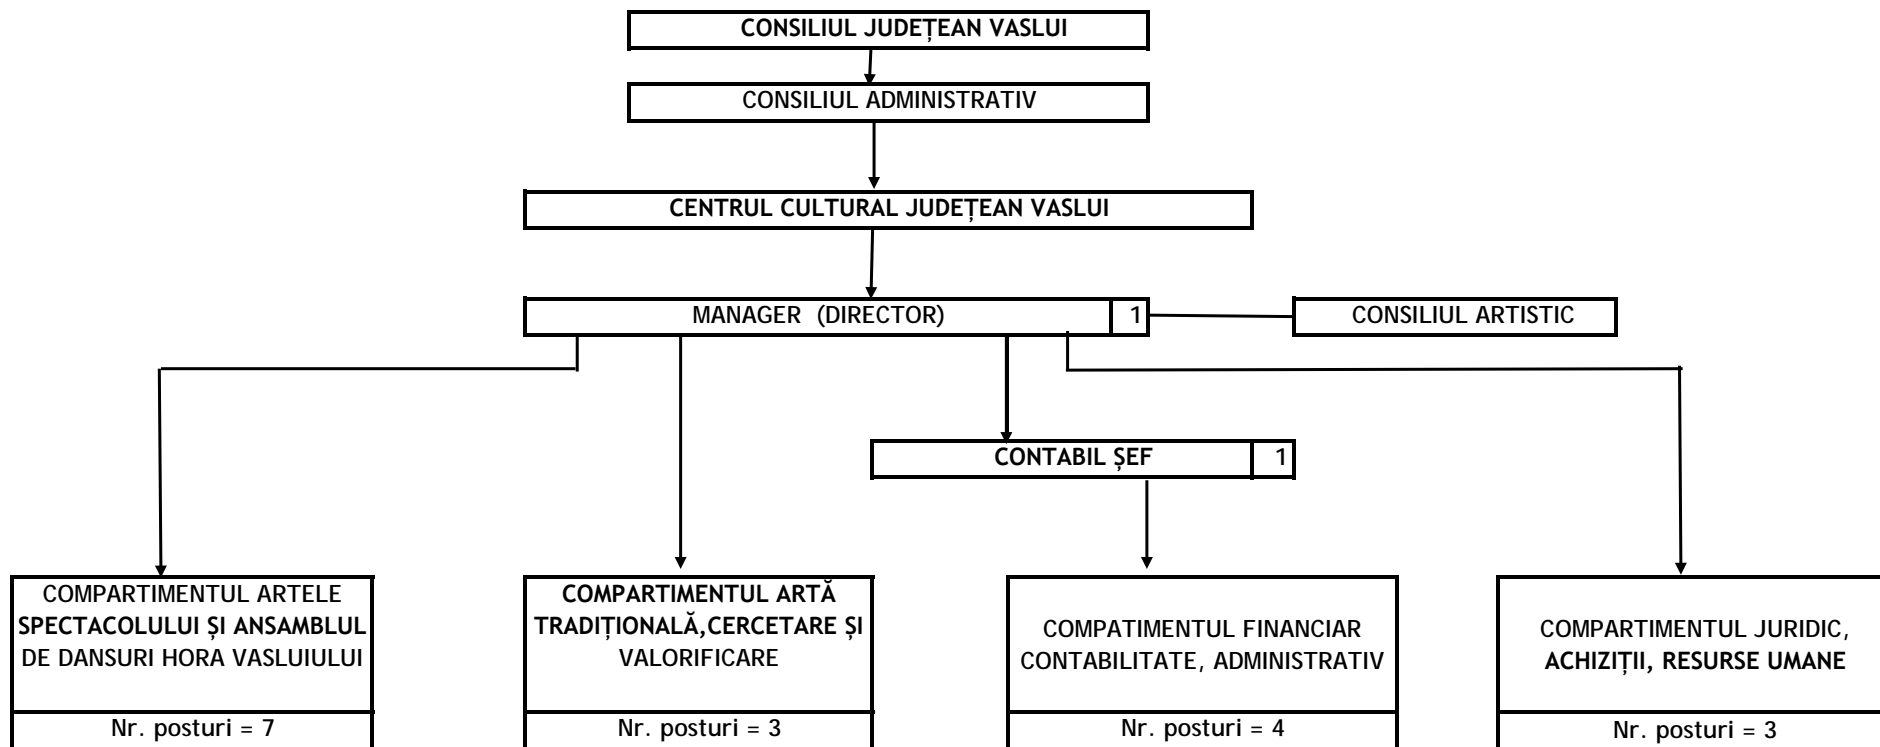 CONSILIUL JUDEȚEAN VASLUI
CONSILIUL ADMINISTRATIV
CENTRUL CULTURAL JUDEȚEAN VASLUI
MANAGER (DIRECTOR) 1
CONSILIUL ARTISTIC
CONTABIL ȘEF 1
COMPARTIMENTUL ARTELE
SPECTACOLULUI ȘI ANSAMBLUL
DE DANSURI HORA VASLUIULUI
Nr. posturi = 7
COMPARTIMENTUL ARTĂ
TRADIȚIONALĂ,CERCETARE ȘI
VALORIFICARE
Nr. posturi = 3
COMPATIMENTUL FINANCIAR
CONTABILITATE, ADMINISTRATIV
Nr. posturi = 4
COMPARTIMENTUL JURIDIC,
ACHIZIȚII, RESURSE UMANE
Nr. posturi = 3